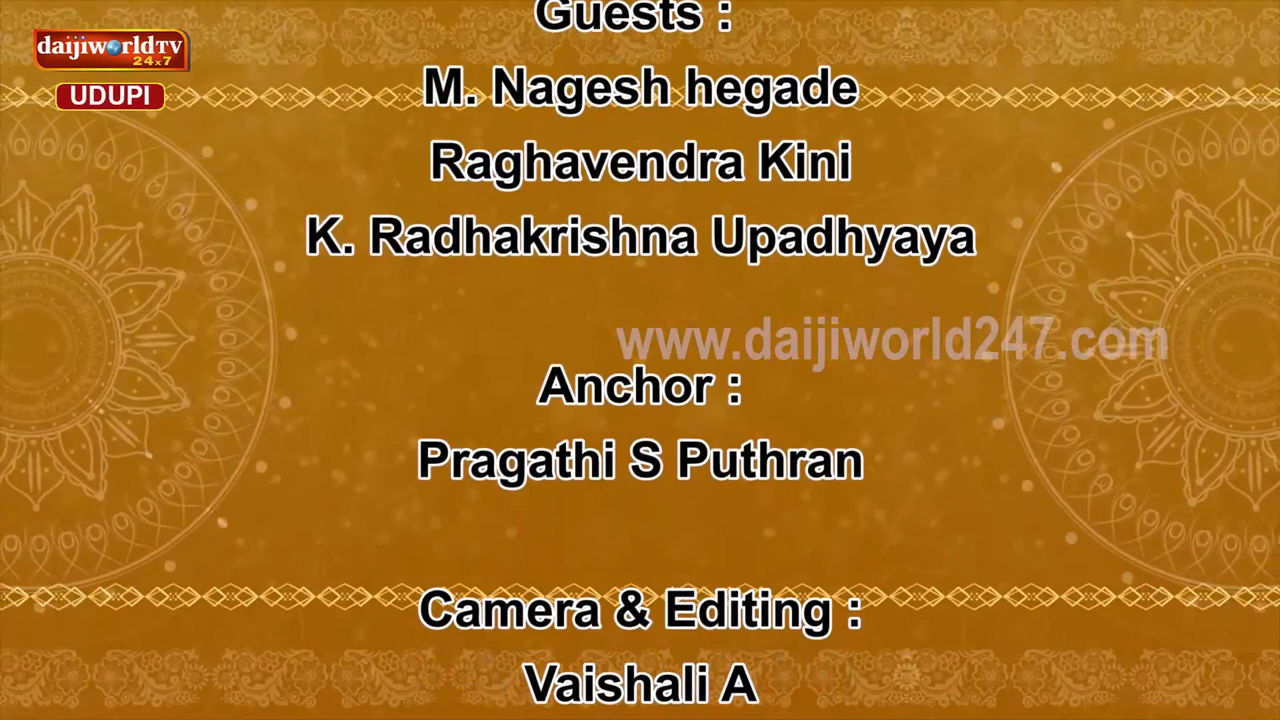 Guests :
daijiworldTV
24x7
UDUPI
M. Nagesh hegade
Raghavendra Kini
K. Radhakrishna Upadhyaya
www.daijiworld247.com
Anchor :
Pragathi S Puthran
Camera & Editing :
Vaishali A